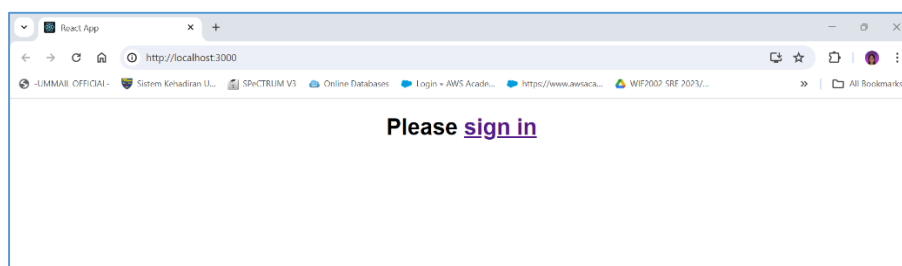 React App
http://localhost:3000
-UMMAIL OFFICIAL- Sistem Kehadiran U... SPeCTRUM V3 Online Databases Login • AWS Acade... https://www.awsaca... WIF2002 SRE 2023/... » All Bookmarks
Please sign in